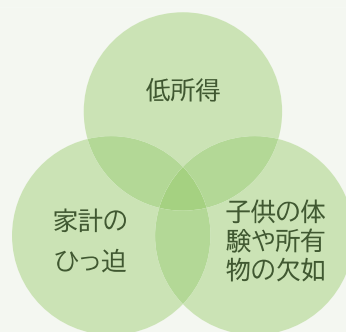 低所得
家計の
ひっ迫
子供の体
験や所有
物の欠如